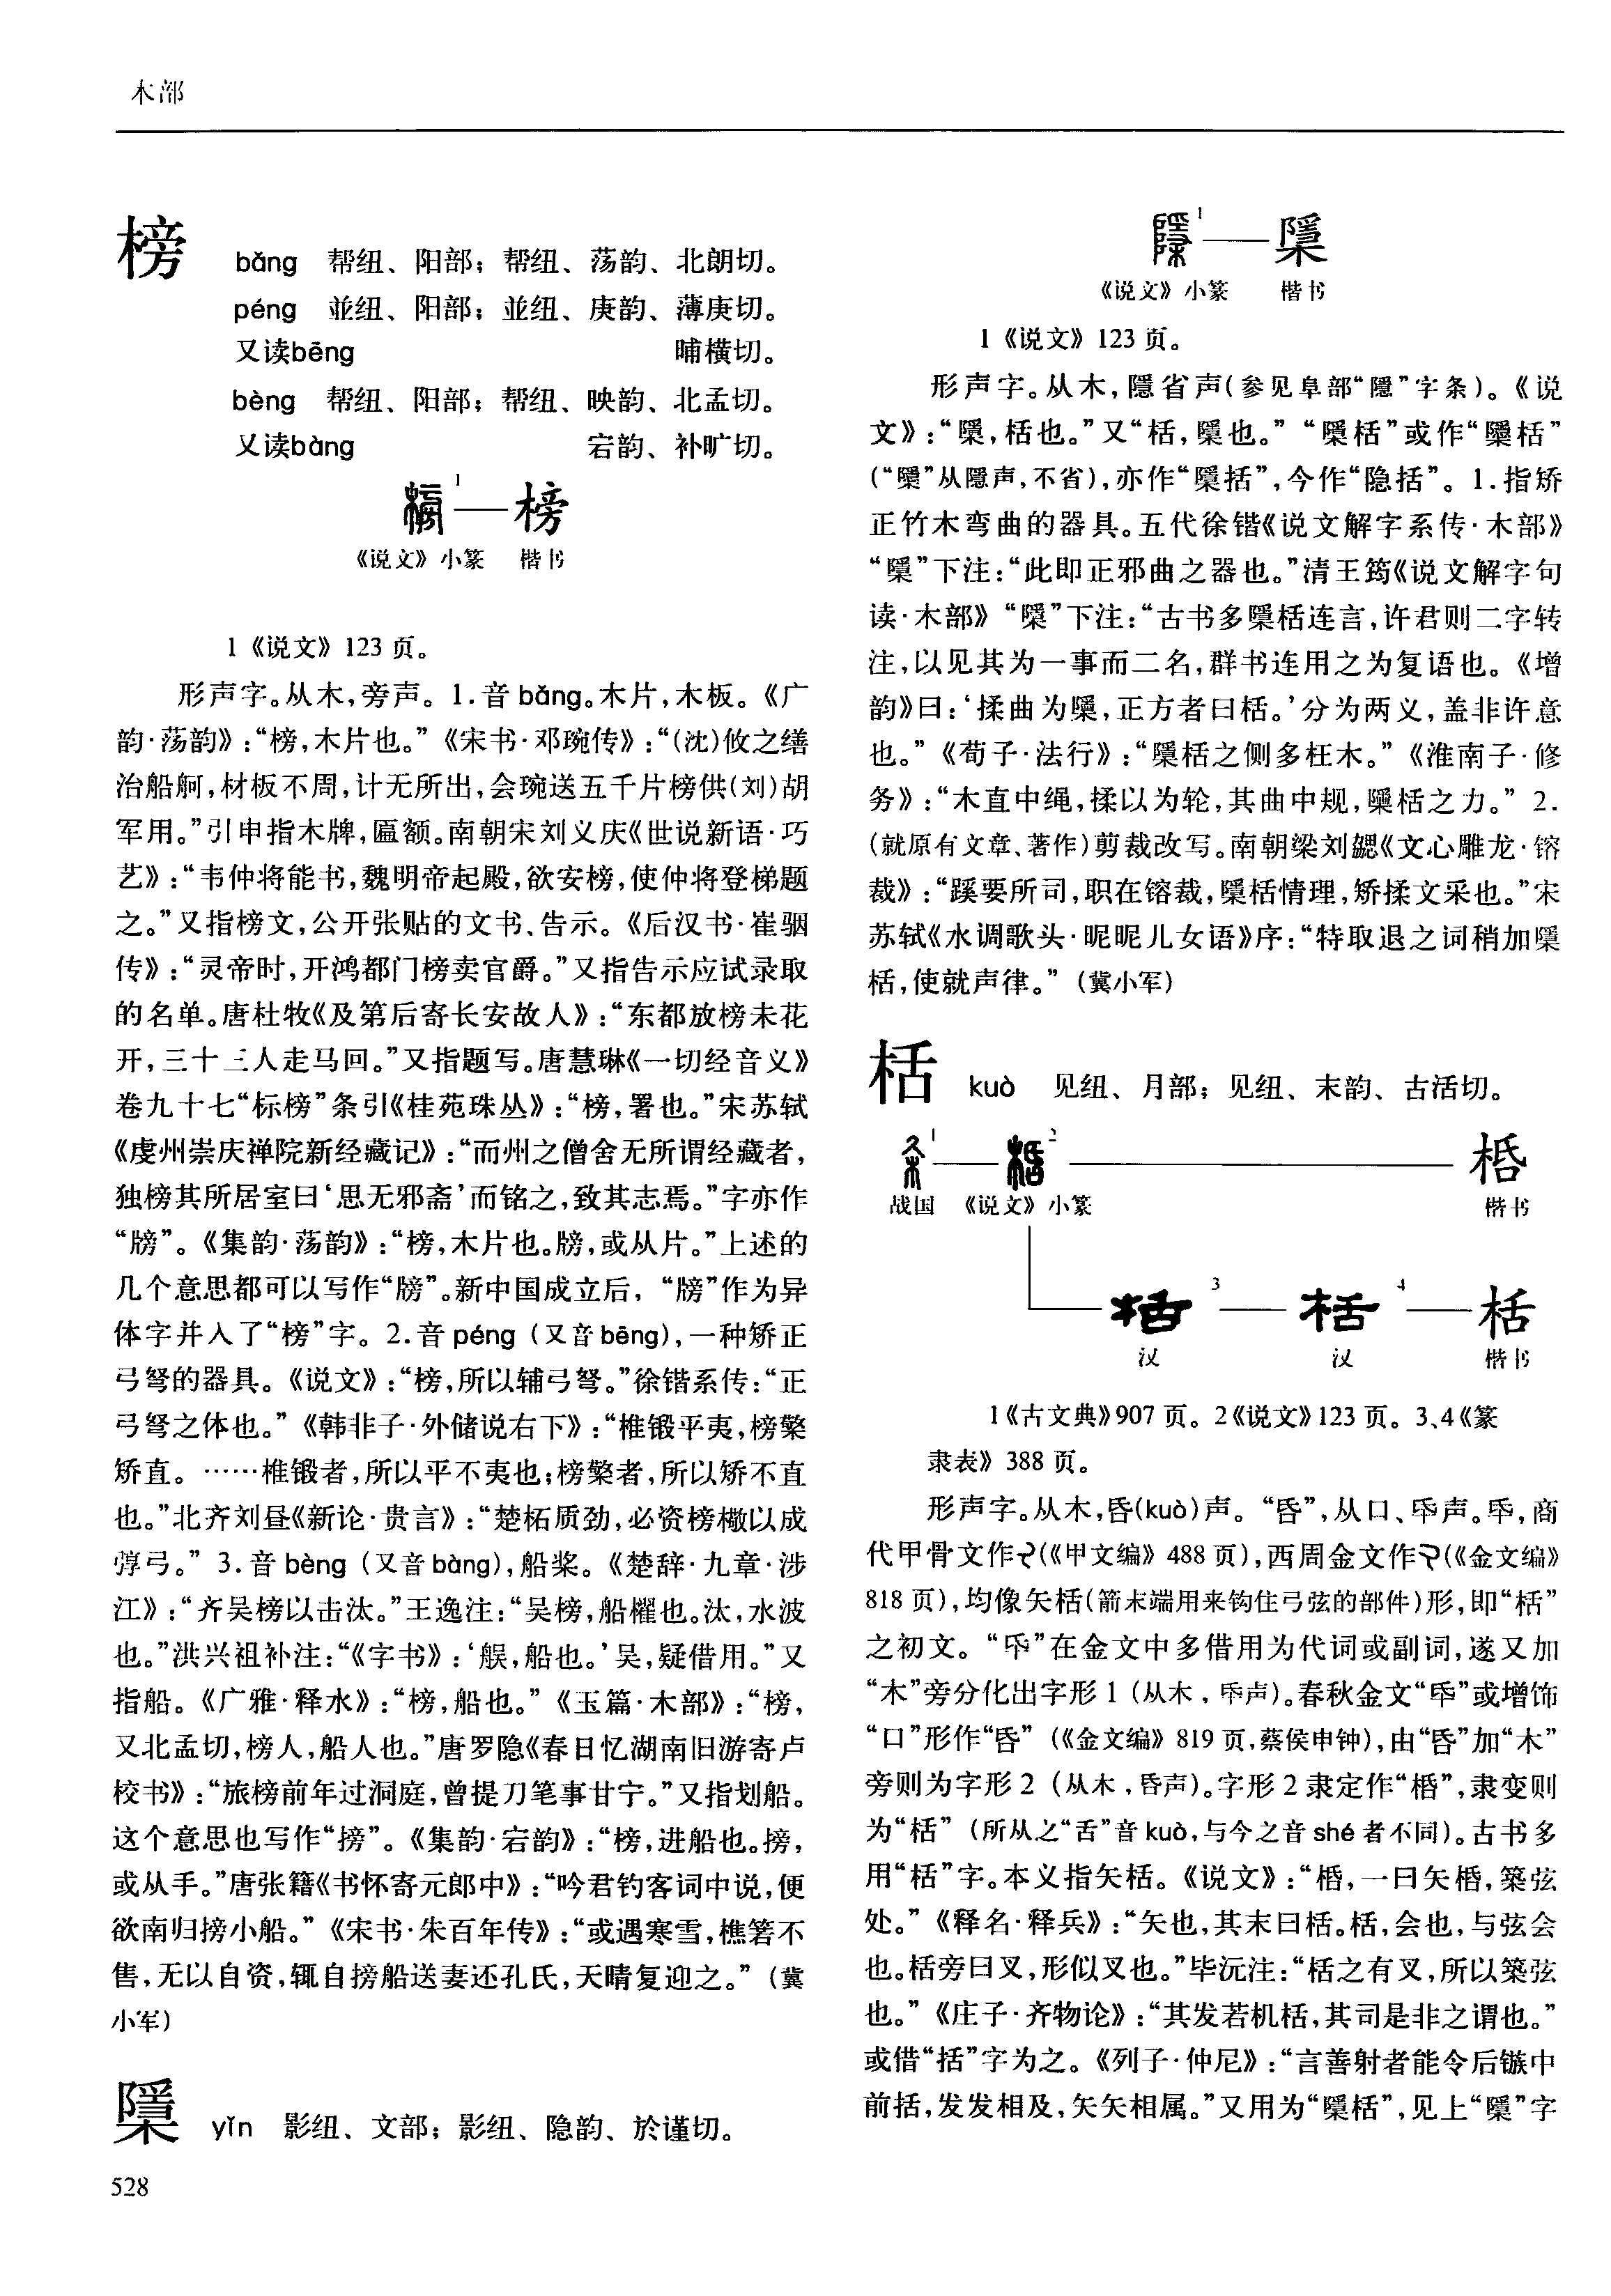 木部
榜
bǎng 帮纽、阳部；帮纽、荡韵、北朗切。
péng 並纽、阳部；並纽、庚韵、薄庚切。
又读bēng 晡横切。
bèng 帮纽、阳部；帮纽、映韵、北孟切。
又读bàng 宕韵、补旷切。
1 — 榜
《说文》小篆 楷书
1《说文》123 页。
形声字。从木，旁声。1.音 bǎng。木片，木板。《广
韵·荡韵》：“榜，木片也。”《宋书·邓琬传》：“(沈)攸之缮
治船舸，材板不周，计无所出，会琬送五千片榜供(刘)胡
军用。”引申指木牌，匾额。南朝宋刘义庆《世说新语·巧
艺》：“韦仲将能书，魏明帝起殿，欲安榜，使仲将登梯题
之。”又指榜文，公开张贴的文书、告示。《后汉书·崔骃
传》：“灵帝时，开鸿都门榜卖官爵。”又指告示应试录取
的名单。唐杜牧《及第后寄长安故人》：“东都放榜未花
开，三十三人走马回。”又指题写。唐慧琳《一切经音义》
卷九十七“标榜”条引《桂苑珠丛》：“榜，署也。”宋苏轼
《虔州崇庆禅院新经藏记》：“而州之僧舍无所谓经藏者，
独榜其所居室曰‘思无邪斋’而铭之，致其志焉。”字亦作
“牓”。《集韵·荡韵》：“榜，木片也。牓，或从片。”上述的
几个意思都可以写作“牓”。新中国成立后，“牓”作为异
体字并入了“榜”字。2.音 péng（又音 bēng)，一种矫正
弓弩的器具。《说文》：“榜，所以辅弓弩。”徐锴系传：“正
弓弩之体也。”《韩非子·外储说右下》：“椎锻平夷，榜檠
矫直。……椎锻者，所以平不夷也；榜檠者，所以矫不直
也。”北齐刘昼《新论·贵言》：“楚柘质劲，必资榜檄以成
弴弓。”3.音 bèng（又音 bàng)，船桨。《楚辞·九章·涉
江》：“齐吴榜以击汰。”王逸注：“吴榜，船櫂也。汰，水波
也。”洪兴祖补注：“《字书》：‘艉，船也。’吴，疑借用。”又
指船。《广雅·释水》：“榜，船也。”《玉篇·木部》：“榜，
又北孟切，榜人，船人也。”唐罗隐《春日忆湖南旧游寄卢
校书》：“旅榜前年过洞庭，曾提刀笔事甘宁。”又指划船。
这个意思也写作“搒”。《集韵·宕韵》：“榜，进船也。搒，
或从手。”唐张籍《书怀寄元郎中》：“吟君钓客词中说，便
欲南归搒小船。”《宋书·朱百年传》：“或遇寒雪，樵箬不
售，无以自资，辄自搒船送妻还孔氏，天晴复迎之。”（冀
小军）
檃
yǐn 影纽、文部；影纽、隐韵、於谨切。
528
1 — 檃
《说文》小篆 楷书
1《说文》123 页。
形声字。从木，隱省声(参见阜部“隱”字条)。《说
文》：“檃，栝也。”又“栝，檃也。”“檃栝”或作“櫽栝”
(“櫽”从隱声，不省)，亦作“檃括”，今作“隐括”。1.指矫
正竹木弯曲的器具。五代徐锴《说文解字系传·木部》
“檃”下注：“此即正邪曲之器也。”清王筠《说文解字句
读·木部》“檃”下注：“古书多檃栝连言，许君则二字转
注，以见其为一事而二名，群书连用之为复语也。《增
韵》曰：‘揉曲为檃，正方者曰栝。’分为两义，盖非许意
也。”《荀子·法行》：“檃栝之侧多枉木。”《淮南子·修
务》：“木直中绳，揉以为轮，其曲中规，檃栝之力。”2.
(就原有文章、著作)剪裁改写。南朝梁刘勰《文心雕龙·镕
裁》：“蹊要所司，职在镕裁，檃栝情理，矫揉文采也。”宋
苏轼《水调歌头·昵昵儿女语》序：“特取退之词稍加檃
栝，使就声律。”（冀小军）
栝
kuò 见纽、月部；见纽、末韵、古活切。
1 — 2 — 桰
战国 《说文》小篆 楷书
3 — 4 — 栝
汉 汉 楷书
1《古文典》907 页。2《说文》123 页。3、4《篆
隶表》388 页。
形声字。从木，𠯑(kuò)声。“𠯑”，从口、氒声。氒，商
代甲骨文作(《甲文编》488 页)，西周金文作(《金文编》
818 页)，均像矢栝(箭末端用来钩住弓弦的部件)形，即“栝”
之初文。“氒”在金文中多借用为代词或副词，遂又加
“木”旁分化出字形 1（从木，氒声)。春秋金文“氒”或增饰
“口”形作“𠯑”（《金文编》819 页，蔡侯申钟)，由“𠯑”加“木”
旁则为字形 2（从木，𠯑声)。字形 2 隶定作“桰”，隶变则
为“栝”（所从之“舌”音 kuò，与今之音 shé 者不同)。古书多
用“栝”字。本义指矢栝。《说文》：“桰，一曰矢桰，檃弦
处。”《释名·释兵》：“矢也，其末曰栝。栝，会也，与弦会
也。栝旁曰叉，形似叉也。”毕沅注：“栝之有叉，所以築弦
也。”《庄子·齐物论》：“其发若机栝，其司是非之谓也。”
或借“括”字为之。《列子·仲尼》：“言善射者能令后镞中
前括，发发相及，矢矢相属。”又用为“檃栝”，见上“檃”字